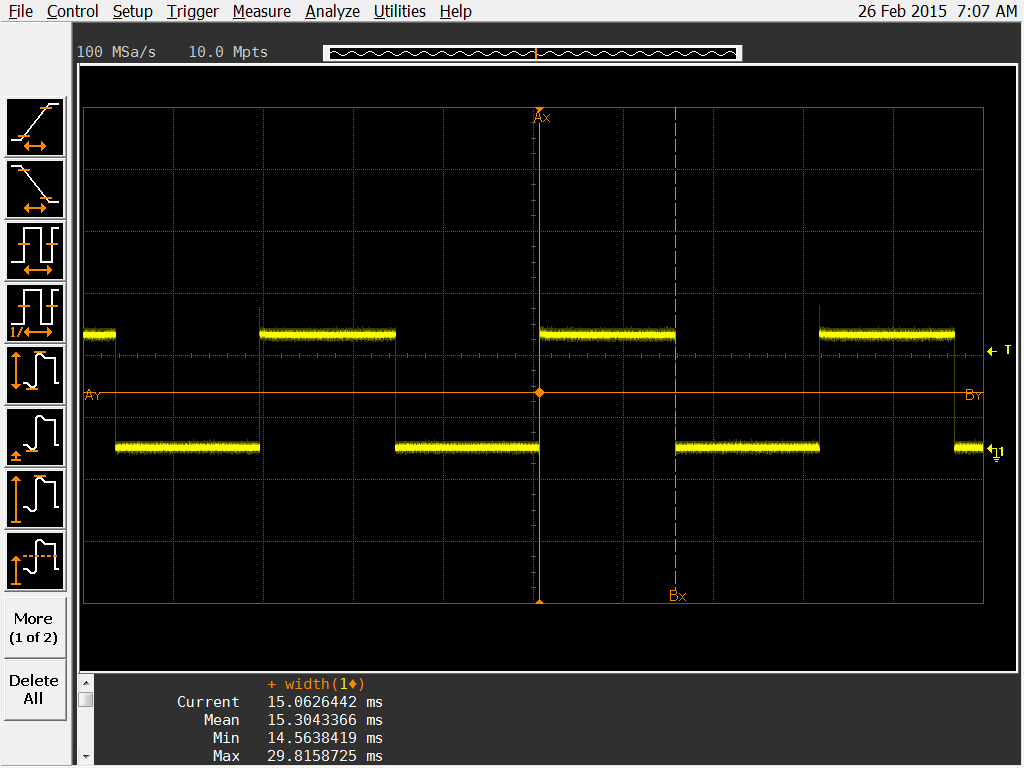 File Control Setup Trigger Measure Analyze Utilities Help 26 Feb 2015 7:07 AM
100 MSa/s 10.0 Mpts
Ax
T
AY BY
1
1/
Bx
More
(1 of 2)
Delete
All
+ width(1♦)
Current 15.0626442 ms
Mean 15.3043366 ms
Min 14.5638419 ms
Max 29.8158725 ms